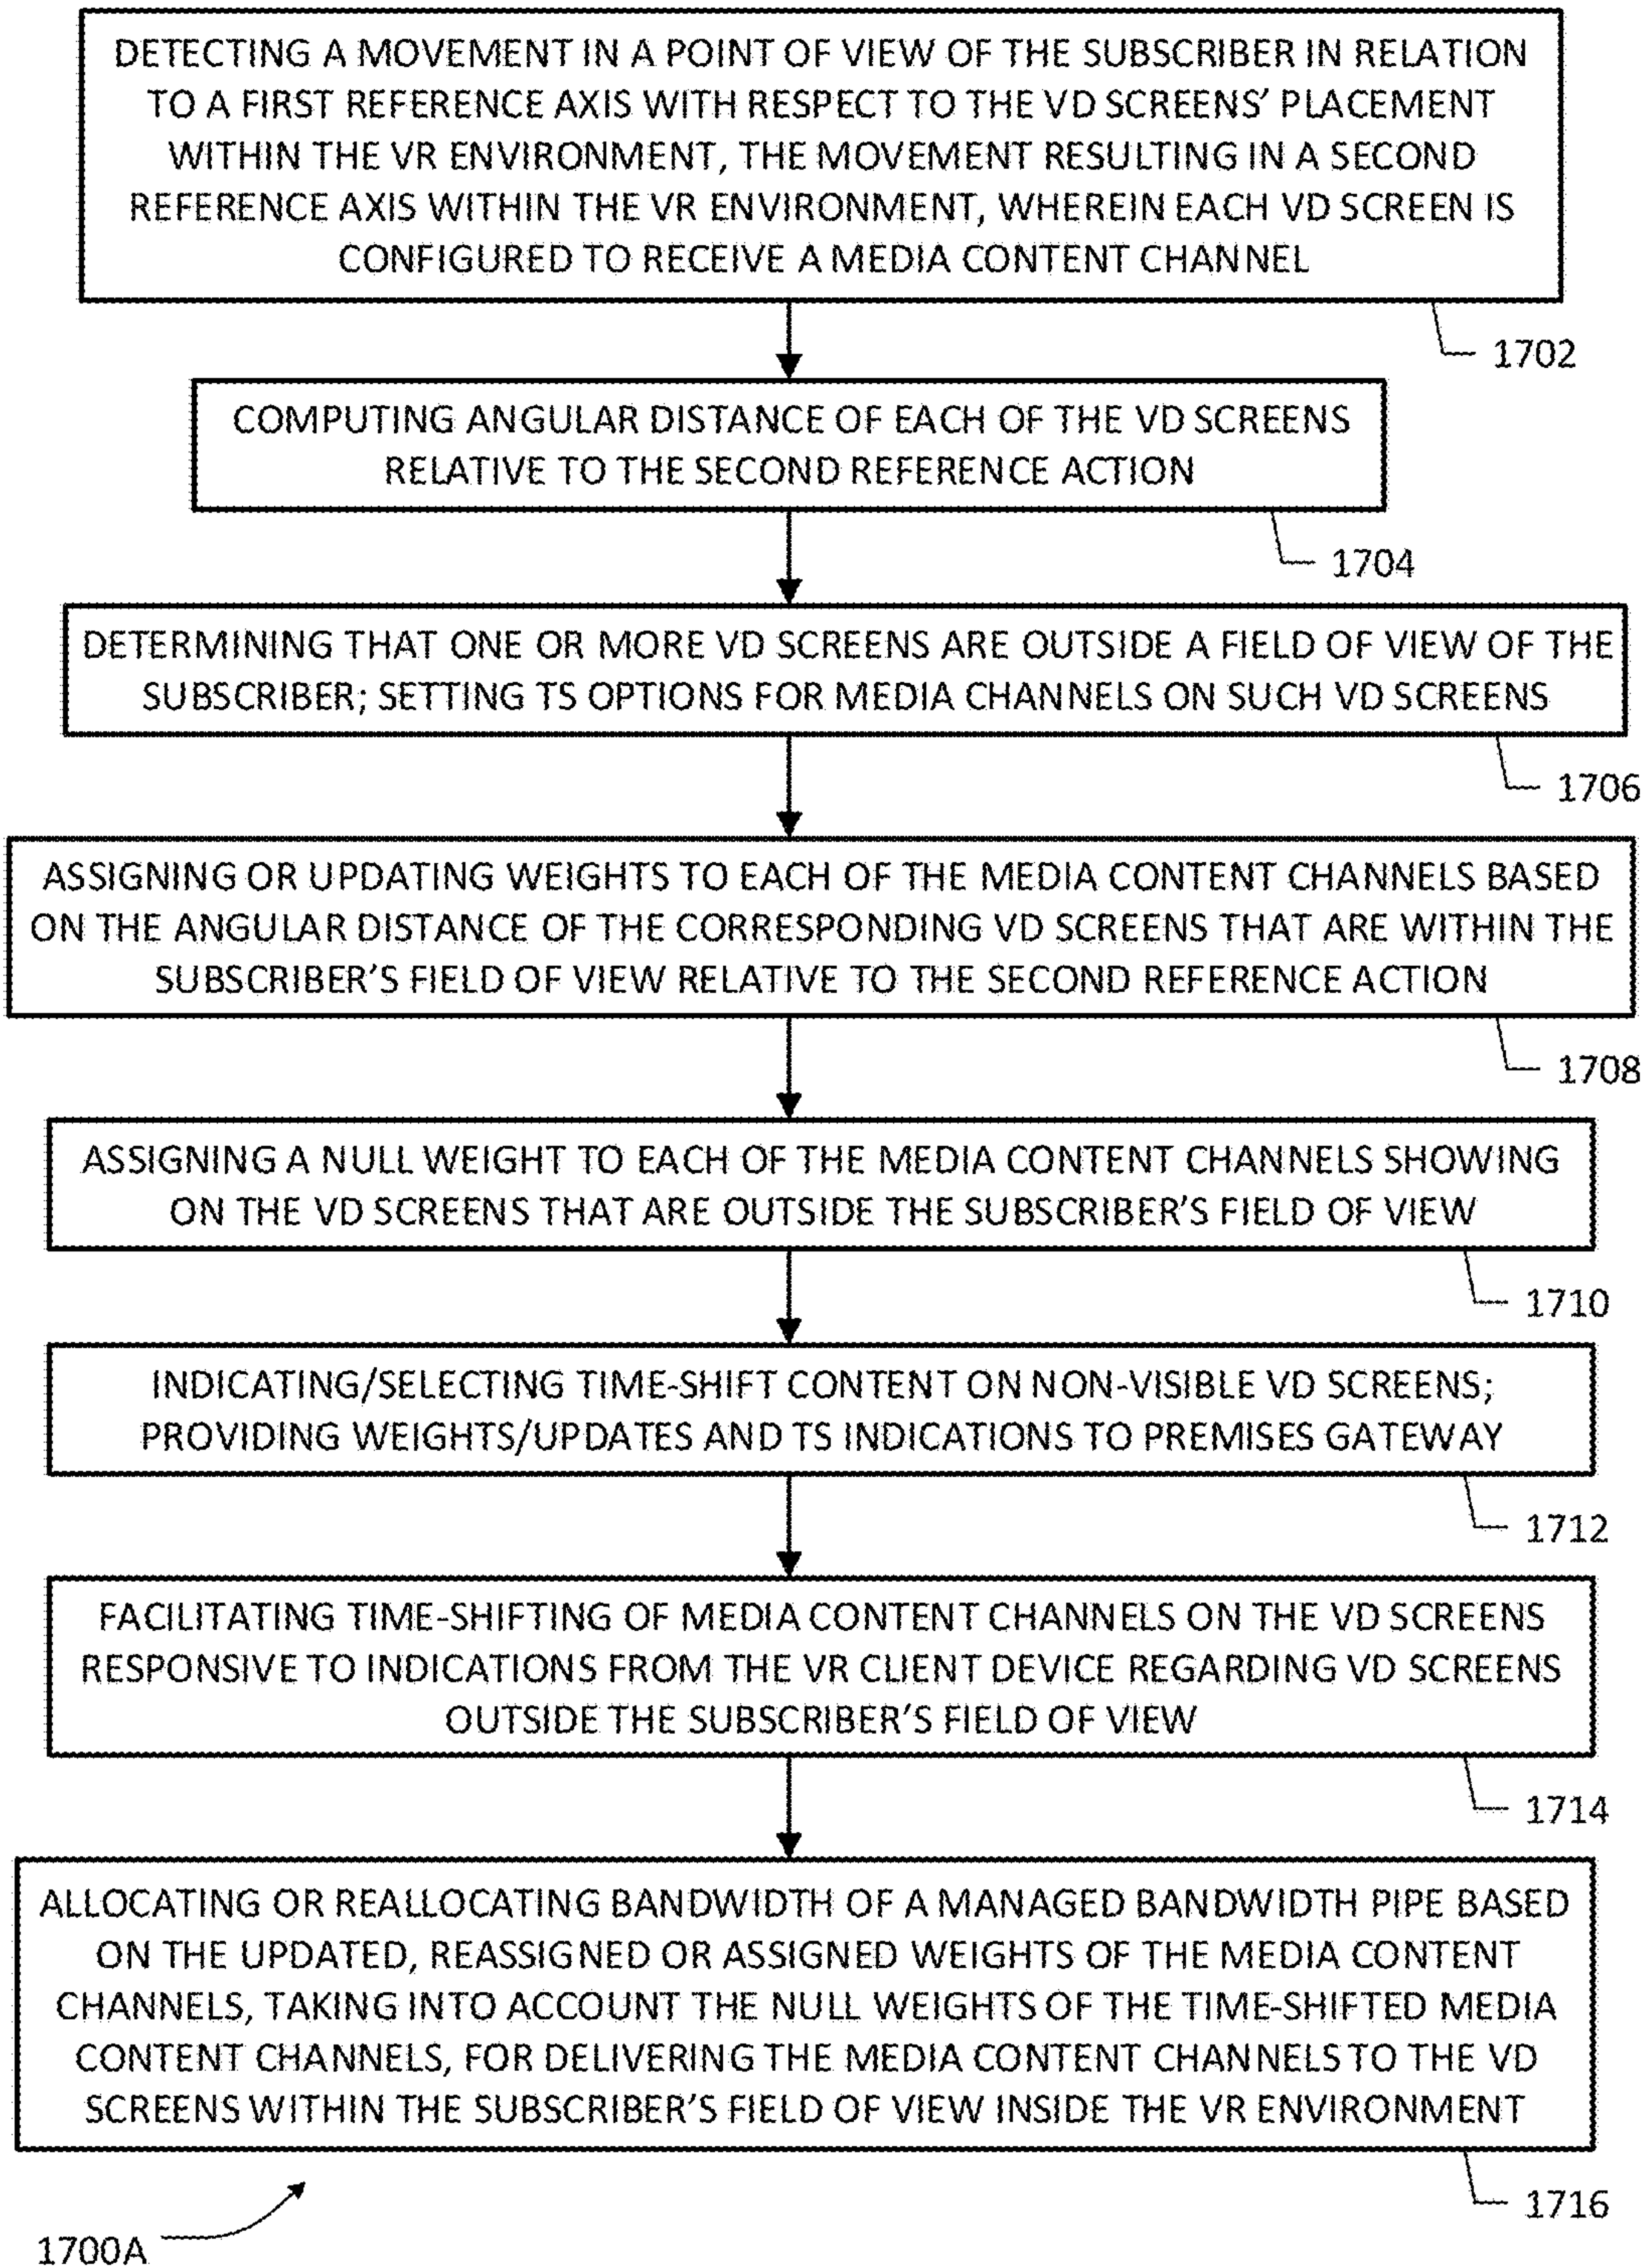 DETECTING A MOVEMENT IN A POINT OF VIEW OF THE SUBSCRIBER IN RELATION
TO A FIRST REFERENCE AXIS WITH RESPECT TO THE VD SCREENS' PLACEMENT
WITHIN THE VR ENVIRONMENT, THE MOVEMENT RESULTING IN A SECOND
REFERENCE AXIS WITHIN THE VR ENVIRONMENT, WHEREIN EACH VD SCREEN IS
CONFIGURED TO RECEIVE A MEDIA CONTENT CHANNEL
1702
COMPUTING ANGULAR DISTANCE OF EACH OF THE VD SCREENS
RELATIVE TO THE SECOND REFERENCE ACTION
1704
DETERMINING THAT ONE OR MORE VD SCREENS ARE OUTSIDE A FIELD OF VIEW OF THE
SUBSCRIBER; SETTING TS OPTIONS FOR MEDIA CHANNELS ON SUCH VD SCREENS
1706
ASSIGNING OR UPDATING WEIGHTS TO EACH OF THE MEDIA CONTENT CHANNELS BASED
ON THE ANGULAR DISTANCE OF THE CORRESPONDING VD SCREENS THAT ARE WITHIN THE
SUBSCRIBER'S FIELD OF VIEW RELATIVE TO THE SECOND REFERENCE ACTION
1708
ASSIGNING A NULL WEIGHT TO EACH OF THE MEDIA CONTENT CHANNELS SHOWING
ON THE VD SCREENS THAT ARE OUTSIDE THE SUBSCRIBER'S FIELD OF VIEW
1710
INDICATING/SELECTING TIME-SHIFT CONTENT ON NON-VISIBLE VD SCREENS;
PROVIDING WEIGHTS/UPDATES AND TS INDICATIONS TO PREMISES GATEWAY
1712
FACILITATING TIME-SHIFTING OF MEDIA CONTENT CHANNELS ON THE VD SCREENS
RESPONSIVE TO INDICATIONS FROM THE VR CLIENT DEVICE REGARDING VD SCREENS
OUTSIDE THE SUBSCRIBER'S FIELD OF VIEW
1714
ALLOCATING OR REALLOCATING BANDWIDTH OF A MANAGED BANDWIDTH PIPE BASED
ON THE UPDATED, REASSIGNED OR ASSIGNED WEIGHTS OF THE MEDIA CONTENT
CHANNELS, TAKING INTO ACCOUNT THE NULL WEIGHTS OF THE TIME-SHIFTED MEDIA
CONTENT CHANNELS, FOR DELIVERING THE MEDIA CONTENT CHANNELS TO THE VD
SCREENS WITHIN THE SUBSCRIBER'S FIELD OF VIEW INSIDE THE VR ENVIRONMENT
1716
1700A